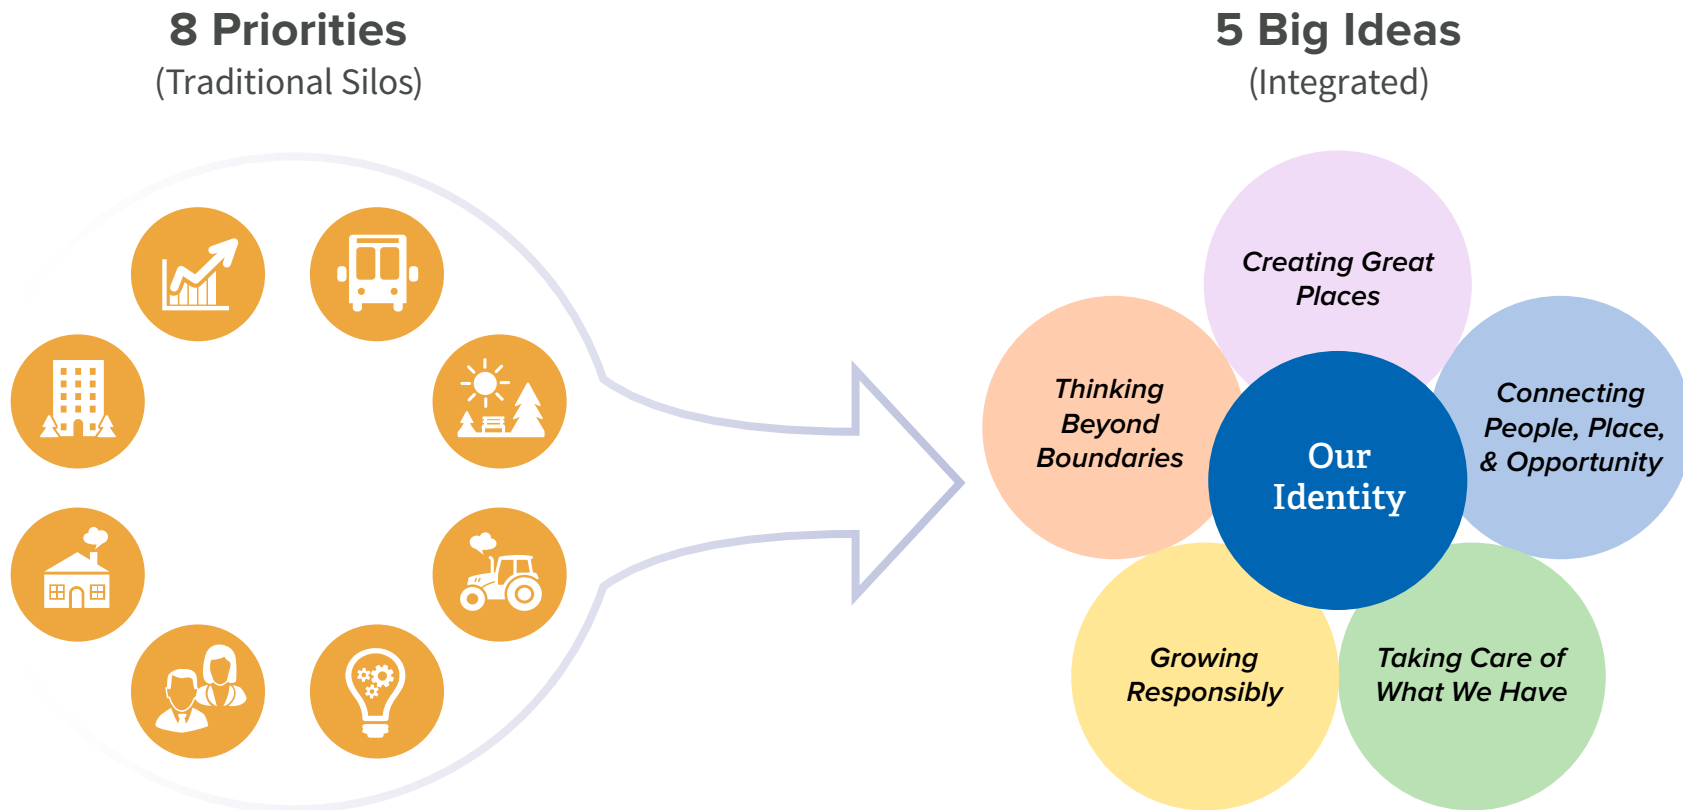 8 Priorities
(Traditional Silos)
5 Big Ideas
(Integrated)
Creating Great
Places
Thinking
Beyond
Boundaries
Connecting
People, Place,
& Opportunity
Our
Identity
Growing
Responsibly
Taking Care of
What We Have